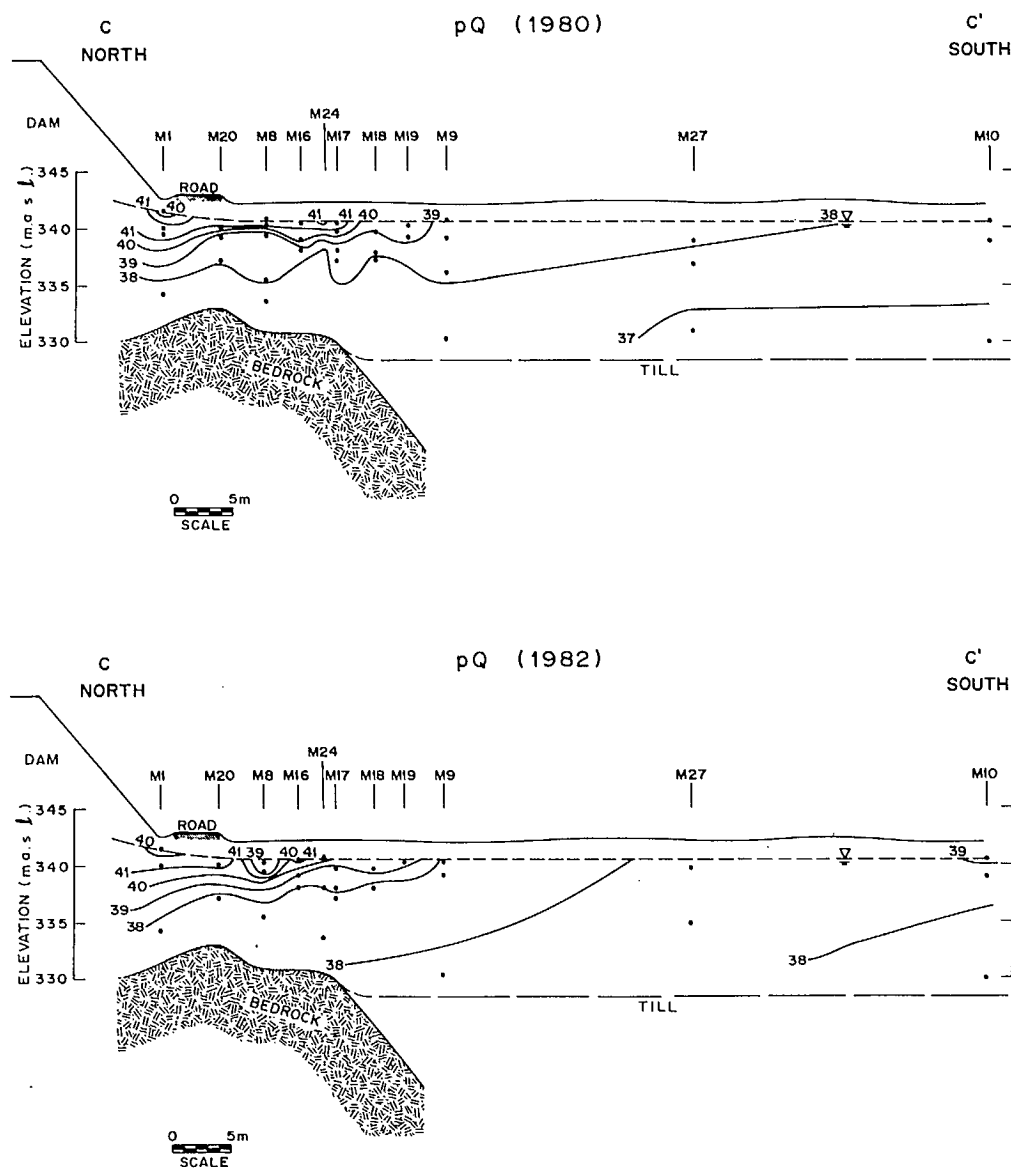 C pQ (1980) C'
NORTH SOUTH
M24
DAM M1 M20 M8 M16 M17 M18 M19 M9 M27 M10
345
ROAD
41 40 41 41 40 39 38
340
41
40
39
38
335
37
330
ELEVATION (m.a.s.l.)
BEDROCK
TILL
0 5m
SCALE
C pQ (1982) C'
NORTH SOUTH
M24
DAM M1 M20 M8 M16 M17 M18 M19 M9 M27 M10
345
ROAD
40 41 39 40 41 39
340
41
40
39
38
335
38 38
330
ELEVATION (m.a.s.l.)
BEDROCK
TILL
0 5m
SCALE